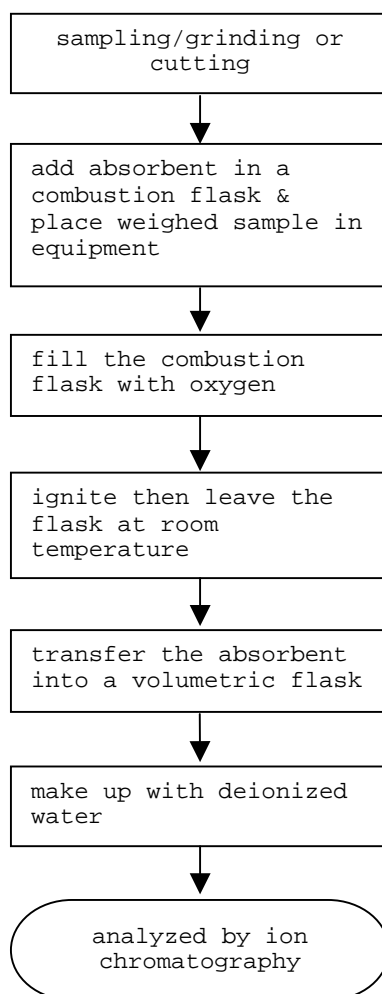 sampling/grinding or
cutting
add absorbent in a
combustion flask &
place weighed sample in
equipment
fill the combustion
flask with oxygen
ignite then leave the
flask at room
temperature
transfer the absorbent
into a volumetric flask
make up with deionized
water
analyzed by ion
chromatography